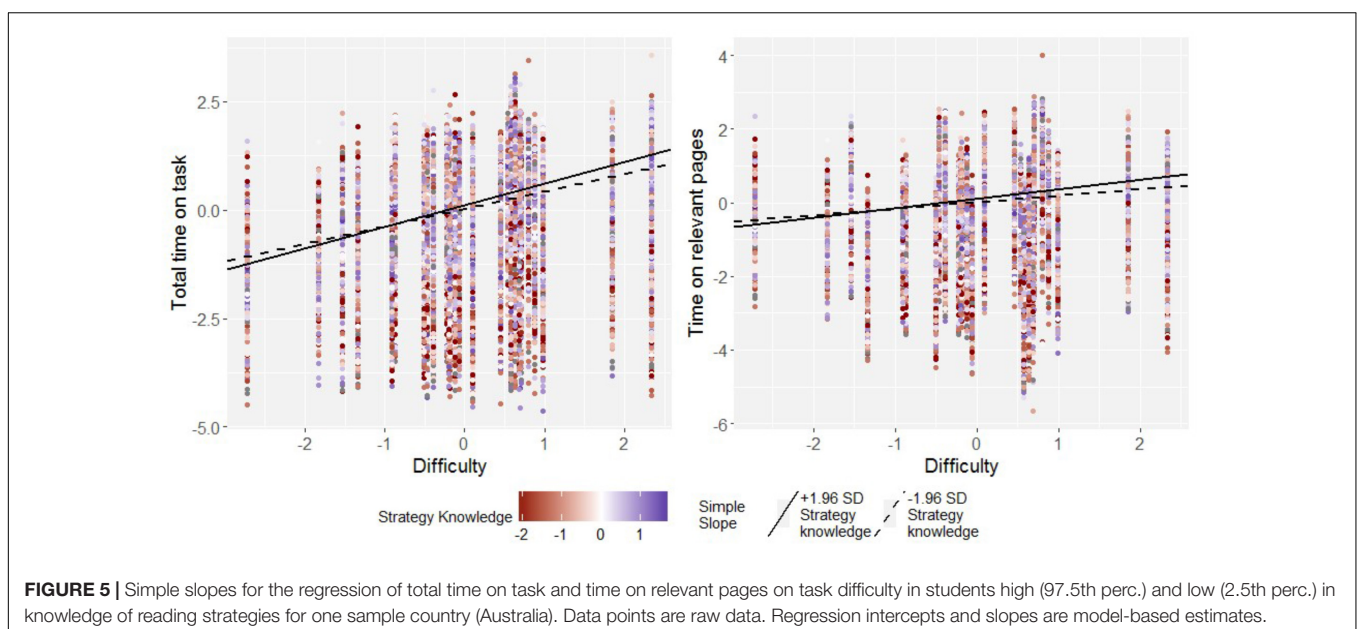 2.5
0.0
-2.5
-5.0
Total time on task
-2
-1
0
1
2
Difficulty
4
2
0
-2
-4
-6
Time on relevant pages
-2
-1
0
1
2
Difficulty
Strategy Knowledge
-2 -1 0 1
Simple
Slope
+1.96 SD
Strategy
knowledge
-1.96 SD
Strategy
knowledge
FIGURE 5 | Simple slopes for the regression of total time on task and time on relevant pages on task difficulty in students high (97.5th perc.) and low (2.5th perc.) in
knowledge of reading strategies for one sample country (Australia). Data points are raw data. Regression intercepts and slopes are model-based estimates.